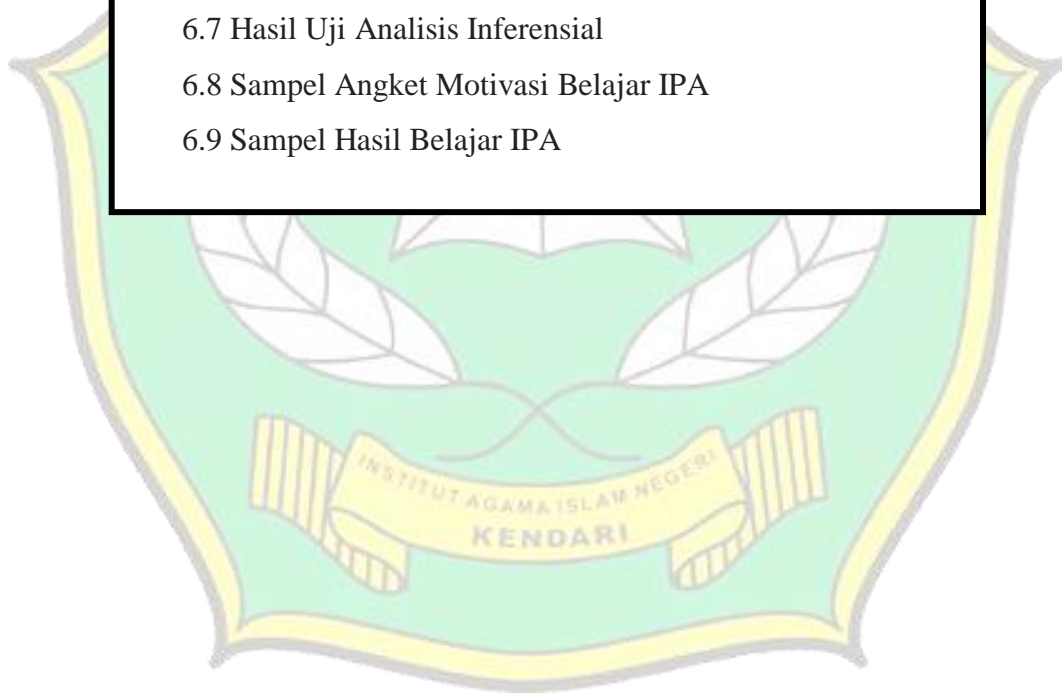 6.7 Hasil Uji Analisis Inferensial
6.8 Sampel Angket Motivasi Belajar IPA
6.9 Sampel Hasil Belajar IPA
INSTITUT AGAMA ISLAM NEGERI
KENDARI